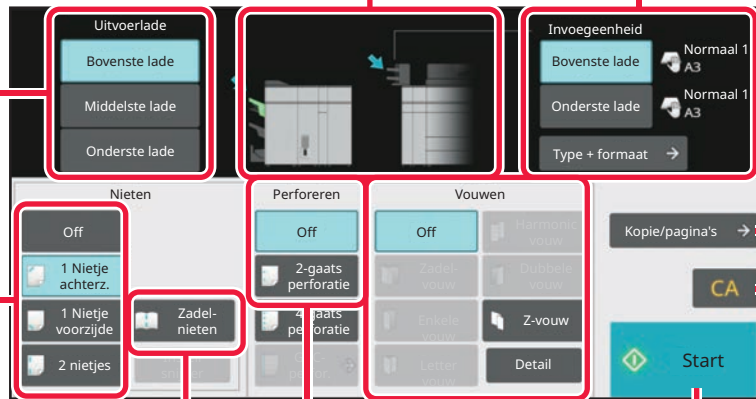 Uitvoerlade
Bovenste lade
Middelste lade
Onderste lade
Invoegeenheid
Bovenste lade
Normaal 1
A3
Onderste lade
Normaal 1
A3
Type + formaat
Nieten
Off
1 Nietje
achterz.
1 Nietje
voorzijde
2 nietjes
Zadel-
nieten
Perforeren
Off
2-gaats
perforatie
4-gaats
perforatie
Vouwen
Off
Zadel-
vouw
Enkele
vouw
Letter
vouw
Harmonic
vouw
Dubbele
vouw
Z-vouw
Detail
Kopie/pagina's
CA
Start